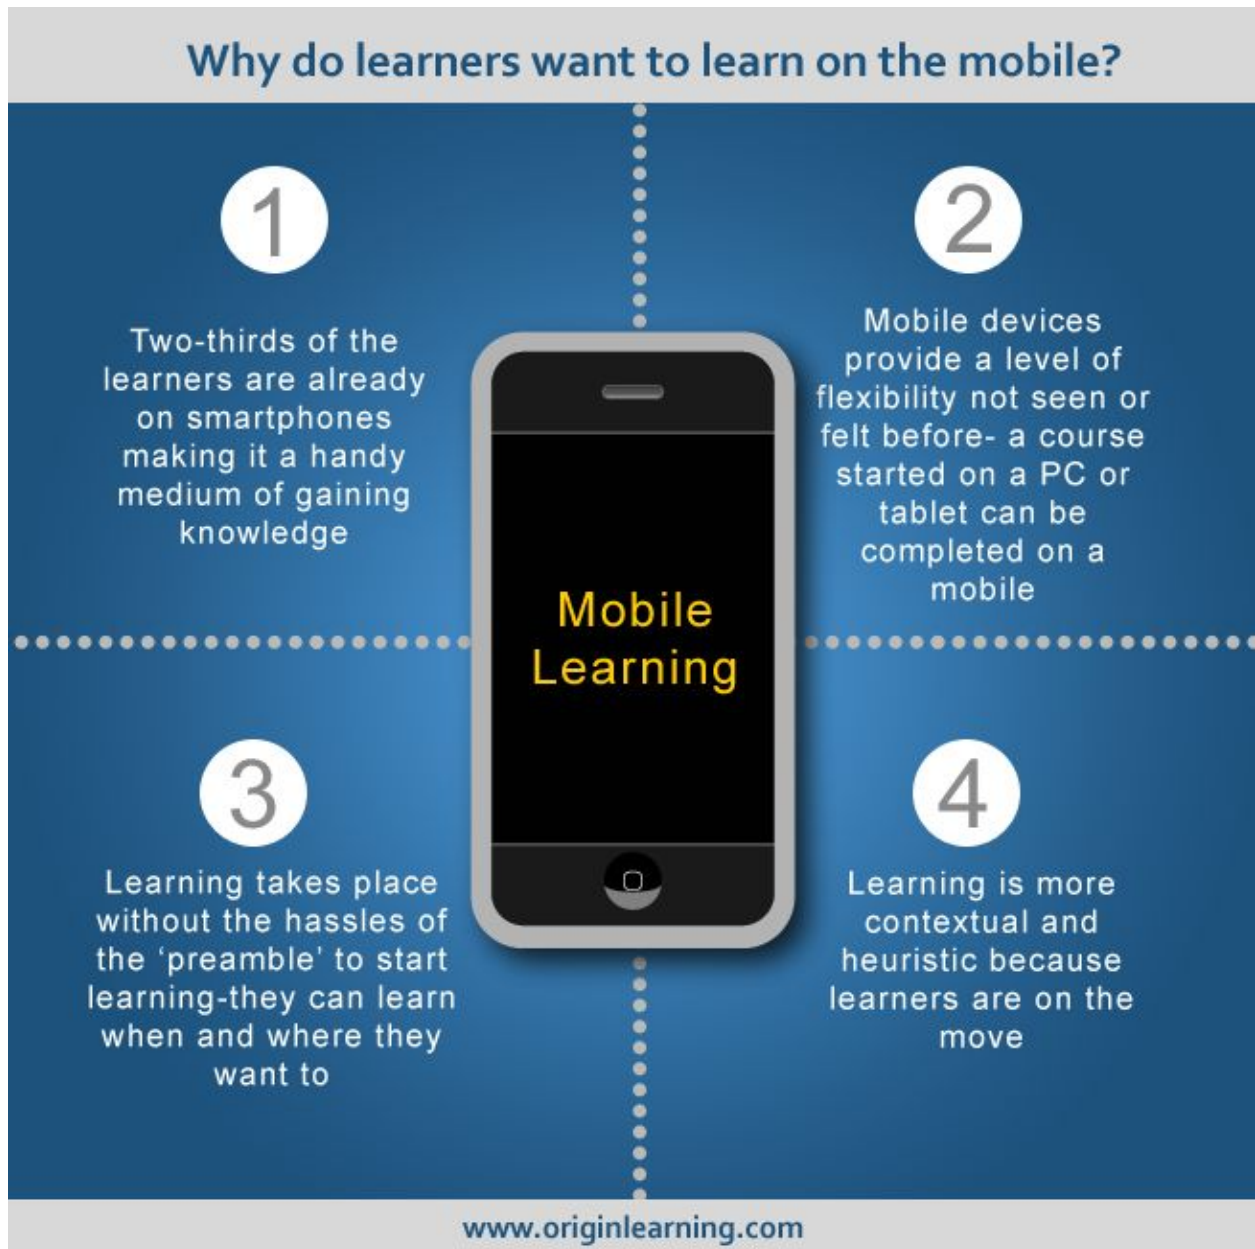 Why do learners want to learn on the mobile?
1
Two-thirds of the
learners are already
on smartphones
making it a handy
medium of gaining
knowledge
2
Mobile devices
provide a level of
flexibility not seen or
felt before- a course
started on a PC or
tablet can be
completed on a
mobile
Mobile
Learning
3
Learning takes place
without the hassles of
the ‘preamble’ to start
learning-they can learn
when and where they
want to
4
Learning is more
contextual and
heuristic because
learners are on the
move
www.originlearning.com